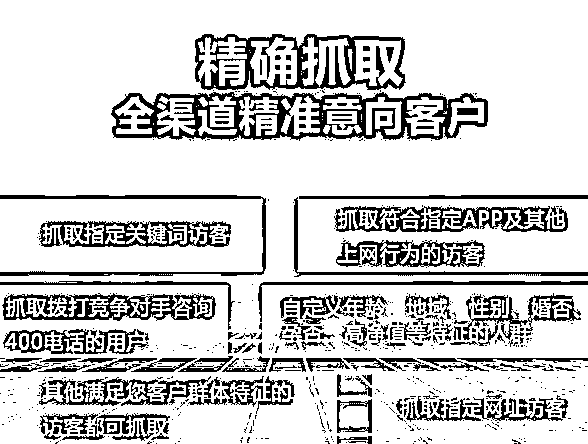 精确抓取
全渠道精准意向客户
抓取指定关键词访客
抓取符合指定APP及其他
上网行为的访客
抓取拨打竞争对手咨询
400电话的用户
自定义年龄、地域、性别、婚否、
孕否、高净值等特征的人群
其他满足您客户群体特征的
访客都可抓取
抓取指定网址访客